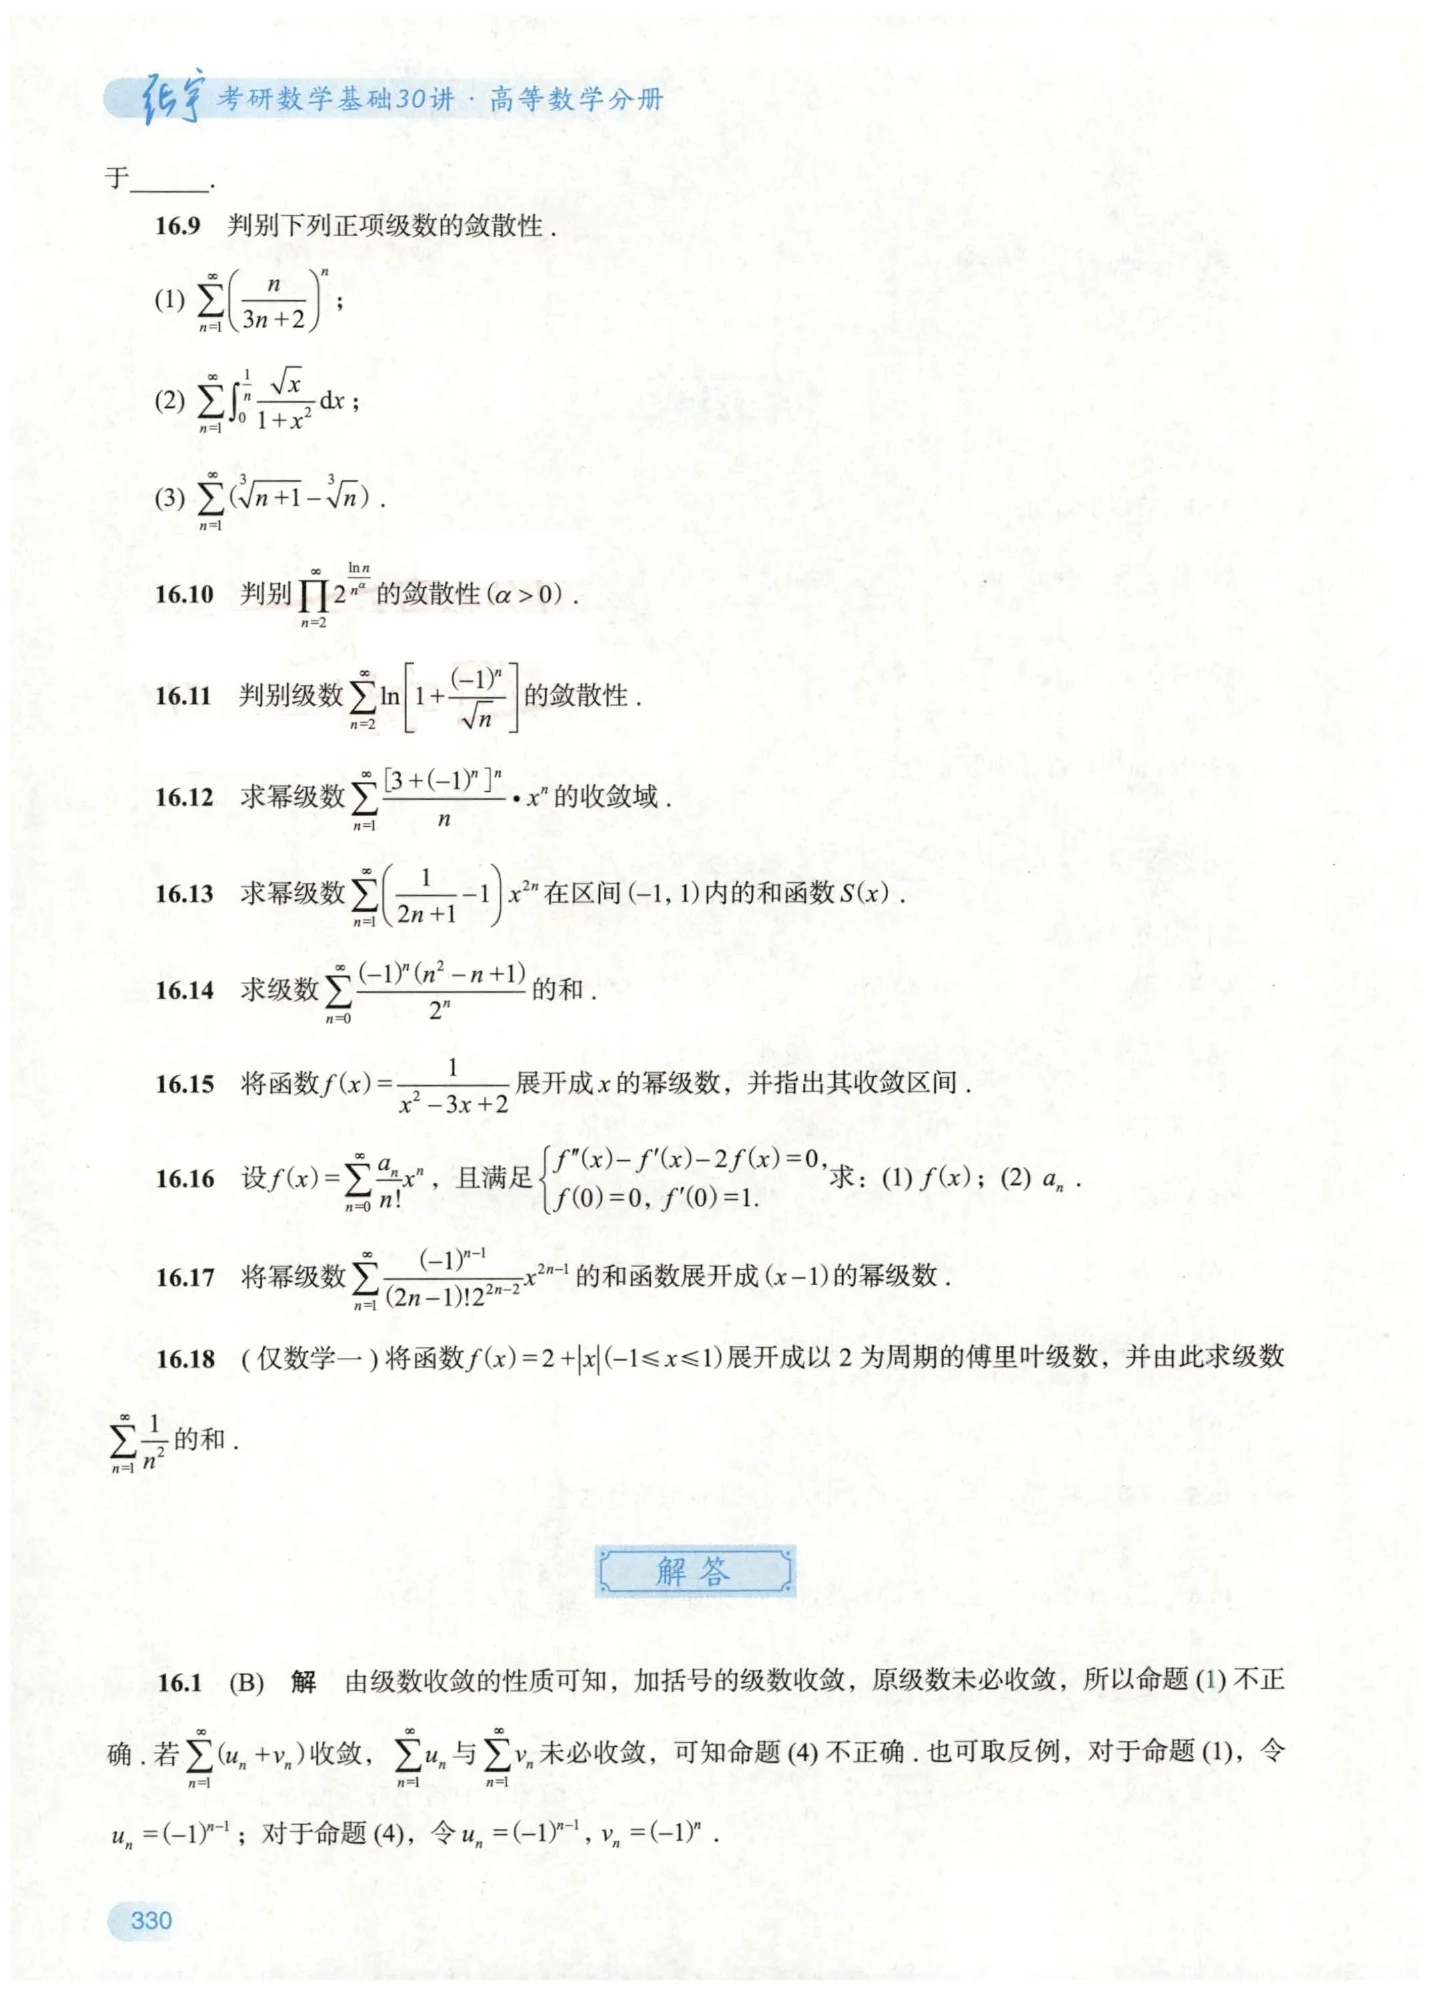 张宇 考研数学基础30讲·高等数学分册
于______.
16.9 判别下列正项级数的敛散性.
(1) $\sum_{n=1}^{\infty}\left(\frac{n}{3n+2}\right)^n$;
(2) $\sum_{n=1}^{\infty}\int_0^{\frac{1}{n}}\frac{\sqrt{x}}{1+x^2}dx$;
(3) $\sum_{n=1}^{\infty}(\sqrt[3]{n+1}-\sqrt[3]{n})$.
16.10 判别$\prod_{n=2}^{\infty}2^{\frac{\ln n}{n^{\alpha}}}$的敛散性(α>0).
16.11 判别级数$\sum_{n=2}^{\infty}\ln\left[1+\frac{(-1)^n}{\sqrt{n}}\right]$的敛散性.
16.12 求幂级数$\sum_{n=1}^{\infty}\frac{[3+(-1)^n]^n}{n}\cdot x^n$的收敛域.
16.13 求幂级数$\sum_{n=1}^{\infty}\left(\frac{1}{2n+1}-1\right)x^{2n}$在区间(-1, 1)内的和函数S(x).
16.14 求级数$\sum_{n=0}^{\infty}\frac{(-1)^n(n^2-n+1)}{2^n}$的和.
16.15 将函数$f(x)=\frac{1}{x^2-3x+2}$展开成x的幂级数，并指出其收敛区间.
16.16 设$f(x)=\sum_{n=0}^{\infty}\frac{a_n}{n!}x^n$，且满足$\begin{cases}f''(x)-f'(x)-2f(x)=0,\\f(0)=0, f'(0)=1.\end{cases}$求：(1) f(x)；(2) $a_n$.
16.17 将幂级数$\sum_{n=1}^{\infty}\frac{(-1)^{n-1}}{(2n-1)!2^{2n-2}}x^{2n-1}$的和函数展开成(x-1)的幂级数.
16.18 (仅数学一)将函数f(x)=2+|x|(-1≤x≤1)展开成以2为周期的傅里叶级数，并由此求级数
$\sum_{n=1}^{\infty}\frac{1}{n^2}$的和.
解答
16.1 (B) 解 由级数收敛的性质可知，加括号的级数收敛，原级数未必收敛，所以命题(1)不正
确.若$\sum_{n=1}^{\infty}(u_n+v_n)$收敛，$\sum_{n=1}^{\infty}u_n$与$\sum_{n=1}^{\infty}v_n$未必收敛，可知命题(4)不正确.也可取反例，对于命题(1)，令
$u_n=(-1)^{n-1}$；对于命题(4)，令$u_n=(-1)^{n-1}, v_n=(-1)^n$.
330